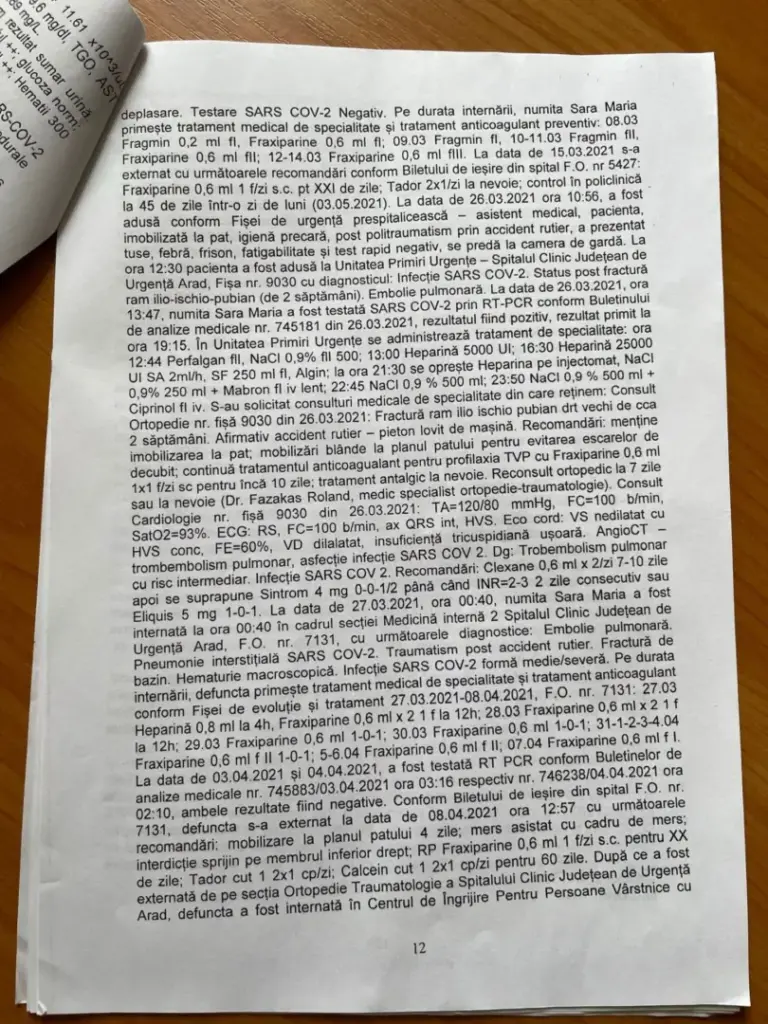 11.61 x10^3/ul
9.6 mg/dl, TGO, AST
89 mg/L
rezultat sumar urină
++: glucoza norm;
++: Hematii 300
RS-COV-2
deplasare. Testare SARS COV-2 Negativ. Pe durata internării, numita Sara Maria
primește tratament medical de specialitate și tratament anticoagulant preventiv: 08.03
Fragmin 0,2 ml fl, Fraxiparine 0,6 ml fl; 09.03 Fragmin fl, 10-11.03 Fragmin fII,
Fraxiparine 0,6 ml fII; 12-14.03 Fraxiparine 0,6 ml fIII. La data de 15.03.2021 s-a
externat cu următoarele recomandări conform Biletului de ieșire din spital F.O. nr 5427:
Fraxiparine 0,6 ml 1 f/zi s.c. pt XXI de zile; Tador 2x1/zi la nevoie; control în policlinică
la 45 de zile într-o zi de luni (03.05.2021). La data de 26.03.2021 ora 10:56, a fost
adusă conform Fișei de urgență prespitalicească – asistent medical, pacienta,
imobilizată la pat, igienă precară, post politraumatism prin accident rutier, a prezentat
tuse, febră, frison, fatigabilitate și test rapid negativ, se predă la camera de gardă. La
ora 12:30 pacienta a fost adusă la Unitatea Primiri Urgențe – Spitalul Clinic Județean de
Urgență Arad, Fișa nr. 9030 cu diagnosticul: Infecție SARS COV-2. Status post fractură
ram ilio-ischio-pubian (de 2 săptămâni). Embolie pulmonară. La data de 26.03.2021, ora
13:47, numita Sara Maria a fost testată SARS COV-2 prin RT-PCR conform Buletinului
de analize medicale nr. 745181 din 26.03.2021, rezultatul fiind pozitiv, rezultat primit la
ora 19:15. În Unitatea Primiri Urgențe se administrează tratament de specialitate: ora
12:44 Perfalgan fII, NaCl 0,9% fII 500; 13:00 Heparină 5000 UI; 16:30 Heparină 25000
UI SA 2ml/h, SF 250 ml fl, Algin; la ora 21:30 se oprește Heparina pe injectomat, NaCl
0,9% 250 ml + Mabron fl iv lent; 22:45 NaCl 0,9 % 500 ml; 23:50 NaCl 0,9 % 500 ml +
Ciprinol fl iv. S-au solicitat consulturi medicale de specialitate din care reținem: Consult
Ortopedie nr. fișă 9030 din 26.03.2021: Fractură ram ilio ischio pubian drt vechi de cca
2 săptămâni. Afirmativ accident rutier – pieton lovit de mașină. Recomandări: menține
imobilizarea la pat; mobilizări blânde la planul patului pentru evitarea escarelor de
decubit; continuă tratamentul anticoagualant pentru profilaxia TVP cu Fraxiparine 0,6 ml
1x1 f/zi sc pentru încă 10 zile; tratament antalgic la nevoie. Reconsult ortopedic la 7 zile
sau la nevoie (Dr. Fazakas Roland, medic specialist ortopedie-traumatologie). Consult
Cardiologie nr. fișă 9030 din 26.03.2021: TA=120/80 mmHg, FC=100 b/min,
SatO2=93%. ECG: RS, FC=100 b/min, ax QRS int, HVS. Eco cord: VS nedilatat cu
HVS conc, FE=60%, VD dilalatat, insuficiență tricuspidiană ușoară. AngioCT –
trombembolism pulmonar, asfecție infecție SARS COV 2. Dg: Trobembolism pulmonar
cu risc intermediar. Infecție SARS COV 2. Recomandări: Clexane 0,6 ml x 2/zi 7-10 zile
apoi se suprapune Sintrom 4 mg 0-0-1/2 până când INR=2-3 2 zile consecutiv sau
Eliquis 5 mg 1-0-1. La data de 27.03.2021, ora 00:40, numita Sara Maria a fost
internată la ora 00:40 în cadrul secției Medicină internă 2 Spitalul Clinic Județean de
Urgență Arad, F.O. nr. 7131, cu următoarele diagnostice: Embolie pulmonară.
Pneumonie interstițială SARS COV-2. Traumatism post accident rutier. Fractură de
bazin. Hematurie macroscopică. Infecție SARS COV-2 formă medie/severă. Pe durata
internării, defuncta primește tratament medical de specialitate și tratament anticoagulant
conform Fișei de evoluție și tratament 27.03.2021-08.04.2021, F.O. nr. 7131: 27.03
Heparină 0,8 ml la 4h, Fraxiparine 0,6 ml x 2 1 f la 12h; 28.03 Fraxiparine 0,6 ml x 2 1 f
la 12h; 29.03 Fraxiparine 0,6 ml 1-0-1; 30.03 Fraxiparine 0,6 ml 1-0-1; 31-1-2-3-4.04
Fraxiparine 0,6 ml f II 1-0-1; 5-6.04 Fraxiparine 0,6 ml f II; 07.04 Fraxiparine 0,6 ml f I.
La data de 03.04.2021 și 04.04.2021, a fost testată RT PCR conform Buletinelor de
analize medicale nr. 745883/03.04.2021 ora 03:16 respectiv nr. 746238/04.04.2021 ora
02:10, ambele rezultate fiind negative. Conform Biletului de ieșire din spital F.O. nr.
7131, defuncta s-a externat la data de 08.04.2021 ora 12:57 cu următoarele
recomandări: mobilizare la planul patului 4 zile; mers asistat cu cadru de mers;
interdicție sprijin pe membrul inferior drept; RP Fraxiparine 0,6 ml 1 f/zi s.c. pentru XX
de zile; Tador cut 1 2x1 cp/zi; Calcein cut 1 2x1 cp/zi pentru 60 zile. După ce a fost
externată de pe secția Ortopedie Traumatologie a Spitalului Clinic Județean de Urgență
Arad, defuncta a fost internată în Centrul de Îngrijire Pentru Persoane Vârstnice cu
12